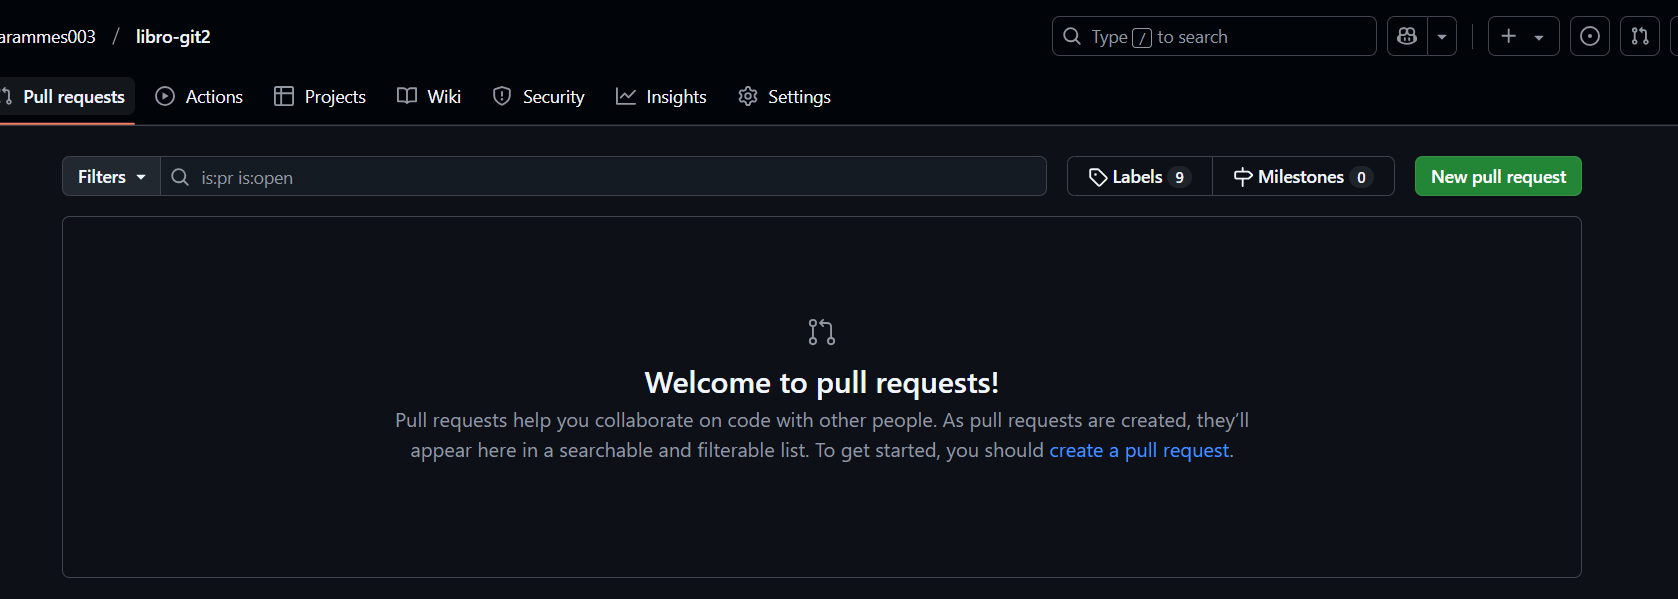 arammes003 / libro-git2
Type / to search
Pull requests Actions Projects Wiki Security Insights Settings
Filters is:pr is:open Labels 9 Milestones 0 New pull request
Welcome to pull requests!
Pull requests help you collaborate on code with other people. As pull requests are created, they’ll
appear here in a searchable and filterable list. To get started, you should create a pull request.